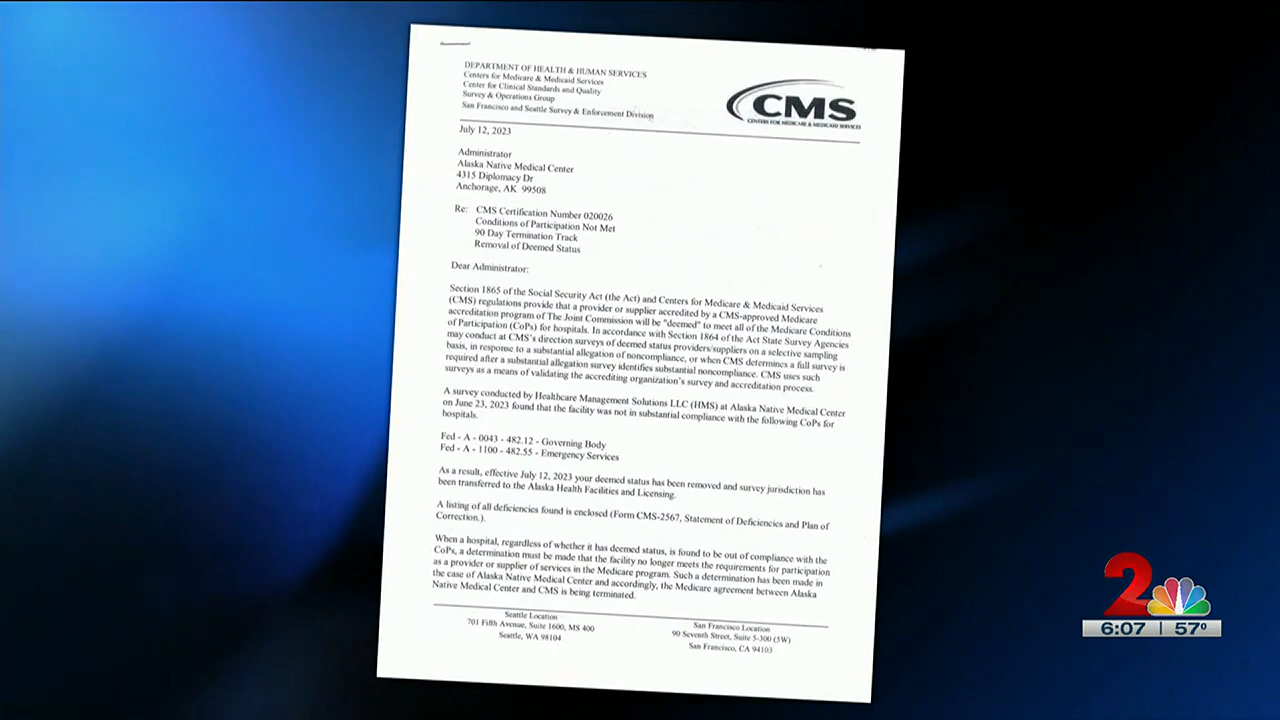 DEPARTMENT OF HEALTH & HUMAN SERVICES
Centers for Medicare & Medicaid Services
Center for Clinical Standards and Quality
Survey & Operations Group
San Francisco and Seattle Survey & Enforcement Division
CMS
CENTERS FOR MEDICARE & MEDICAID SERVICES
July 12, 2023
Administrator
Alaska Native Medical Center
4315 Diplomacy Dr
Anchorage, AK 99508
Re: CMS Certification Number 020026
Conditions of Participation Not Met
90 Day Termination Track
Removal of Deemed Status
Dear Administrator:
Section 1865 of the Social Security Act (the Act) and Centers for Medicare & Medicaid Services
(CMS) regulations provide that a provider or supplier accredited by a CMS-approved Medicare
accreditation program of The Joint Commission will be "deemed" to meet all of the Medicare Conditions
of Participation (CoPs) for hospitals. In accordance with Section 1864 of the Act State Survey Agencies
may conduct at CMS's direction surveys of deemed status providers/suppliers on a selective sampling
basis, in response to a substantial allegation of noncompliance, or when CMS determines a full survey is
required after a substantial allegation survey identifies substantial noncompliance. CMS uses such
surveys as a means of validating the accrediting organization's survey and accreditation process.
A survey conducted by Healthcare Management Solutions LLC (HMS) at Alaska Native Medical Center
on June 23, 2023 found that the facility was not in substantial compliance with the following CoPs for
hospitals.
Fed - A - 0043 - 482.12 - Governing Body
Fed - A - 1100 - 482.55 - Emergency Services
As a result, effective July 12, 2023 your deemed status has been removed and survey jurisdiction has
been transferred to the Alaska Health Facilities and Licensing.
A listing of all deficiencies found is enclosed (Form CMS-2567, Statement of Deficiencies and Plan of
Correction.).
When a hospital, regardless of whether it has deemed status, is found to be out of compliance with the
CoPs, a determination must be made that the facility no longer meets the requirements for participation
as a provider or supplier of services in the Medicare program. Such a determination has been made in
the case of Alaska Native Medical Center and accordingly, the Medicare agreement between Alaska
Native Medical Center and CMS is being terminated.
Seattle Location
701 Fifth Avenue, Suite 1600, MS 400
Seattle, WA 98104
San Francisco Location
90 Seventh Street, Suite 5-300 (5W)
San Francisco, CA 94103
2
6:07 | 57°